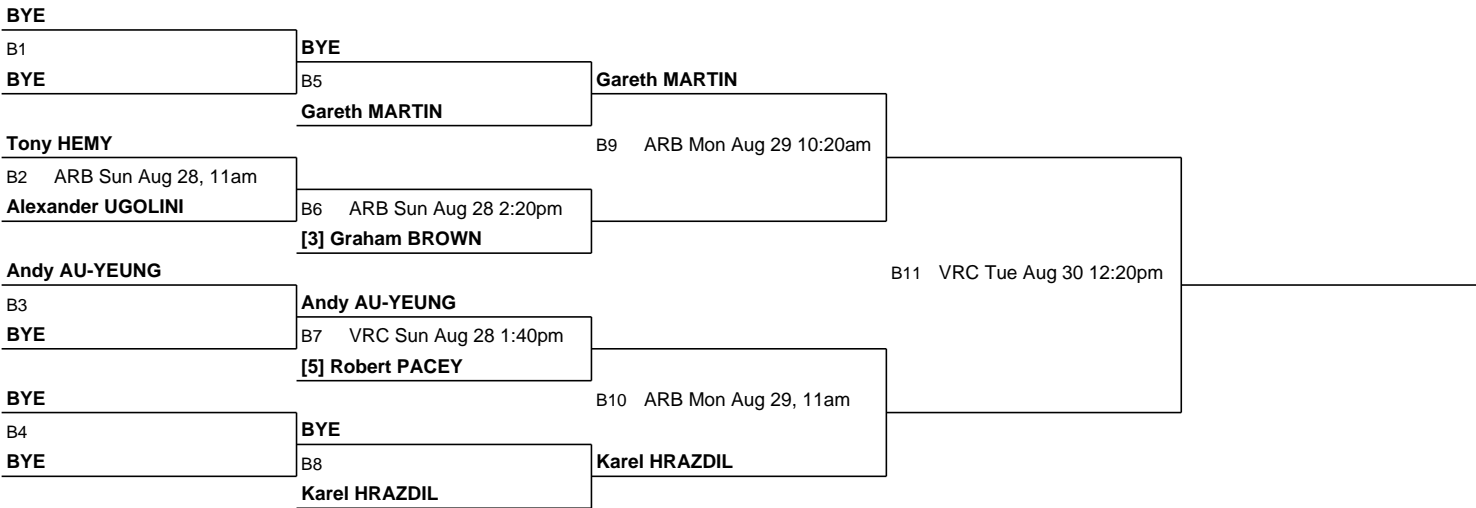 BYE
B1
BYE
BYE
B5
Gareth MARTIN
Gareth MARTIN
Tony HEMY
B2 ARB Sun Aug 28, 11am
Alexander UGOLINI
B6 ARB Sun Aug 28 2:20pm
[3] Graham BROWN
B9 ARB Mon Aug 29 10:20am
Andy AU-YEUNG
B3
BYE
Andy AU-YEUNG
B7 VRC Sun Aug 28 1:40pm
[5] Robert PACEY
B11 VRC Tue Aug 30 12:20pm
BYE
B4
BYE
BYE
B8
Karel HRAZDIL
B10 ARB Mon Aug 29, 11am
Karel HRAZDIL